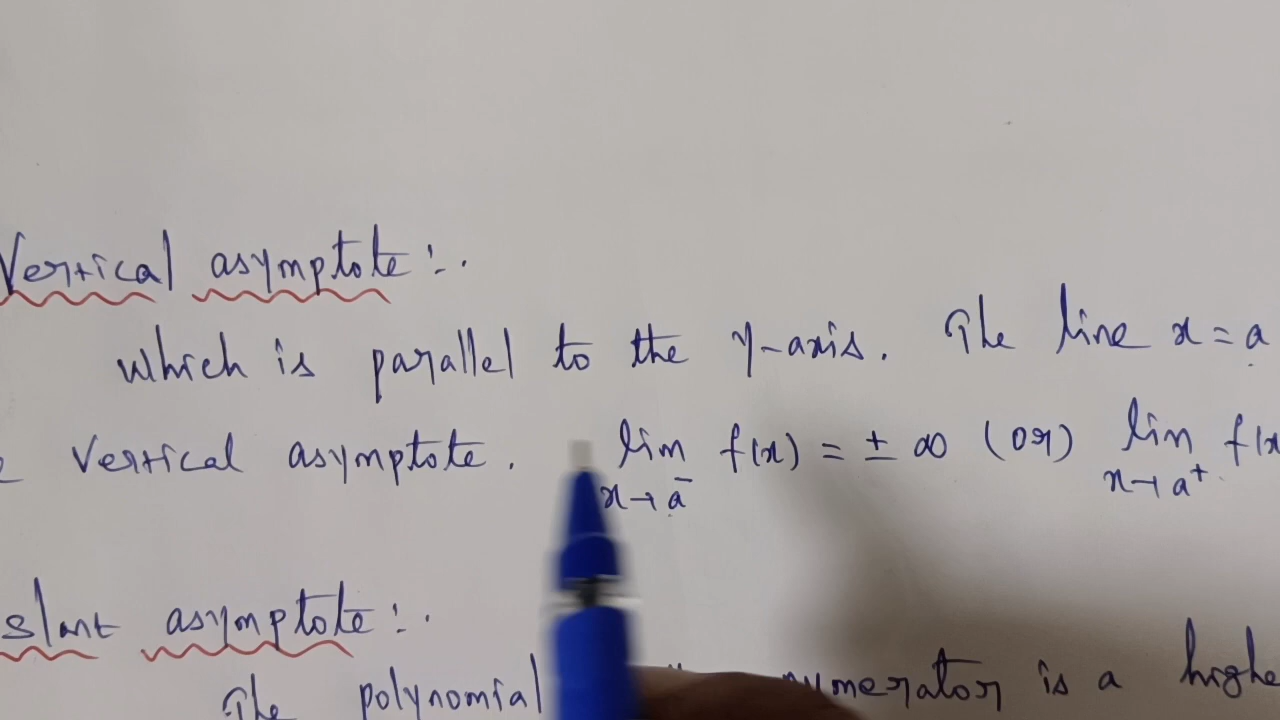 Vertical asymptote :-.
which is parallel to the y-axis. The line x = a
vertical asymptote. lim x→a⁻ f(x) = ± ∞ (or) lim x→a⁺ f(x
slant asymptote :-.
The polynomial numerator is a highe